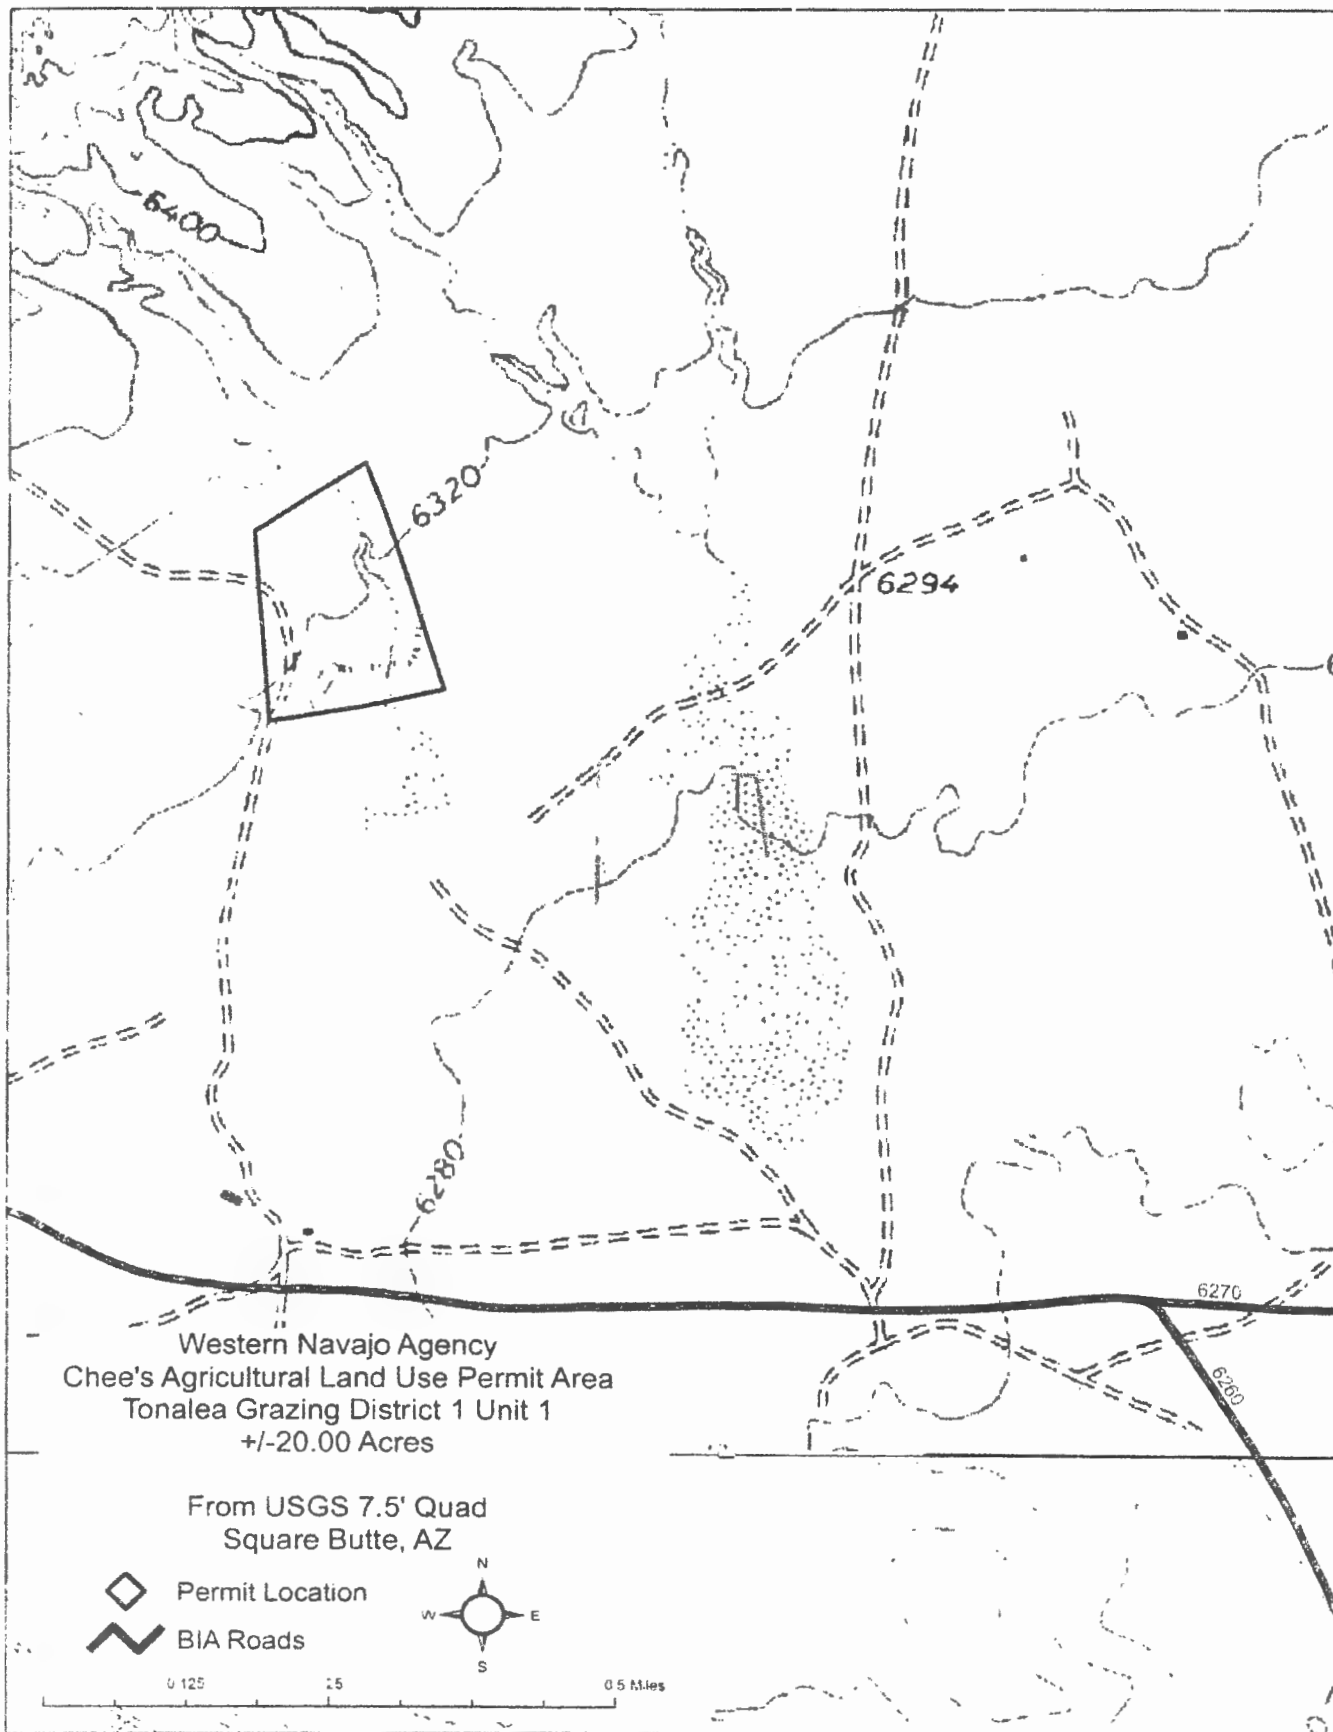 6400
6320
6294
6280
6270
6260
Western Navajo Agency
Chee's Agricultural Land Use Permit Area
Tonalea Grazing District 1 Unit 1
+/-20.00 Acres
From USGS 7.5' Quad
Square Butte, AZ
N
W E
S
Permit Location
BIA Roads
0.125 25 0.5 Miles